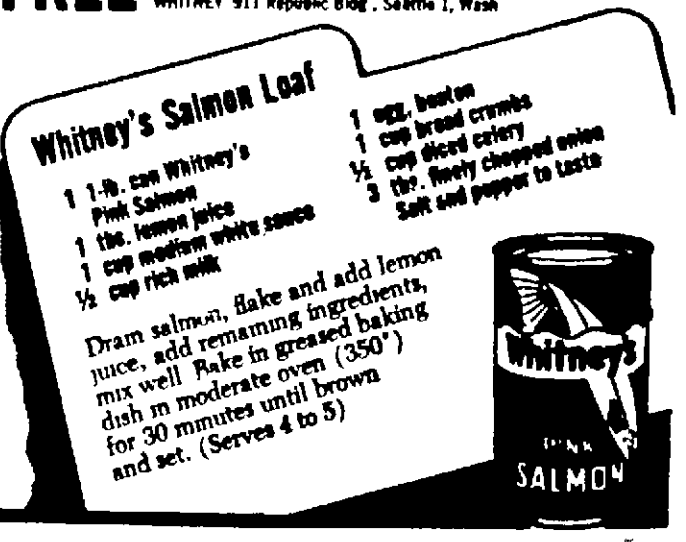 FREE WHITNEY 911 Republic Bldg, Seattle 1, Wash
Whitney's Salmon Loaf
1 1-lb. can Whitney's
Pink Salmon
1 tbs. lemon juice
1 cup medium white sauce
½ cup rich milk
1 egg, beaten
1 cup bread crumbs
½ cup diced celery
3 tbs. finely chopped onion
Salt and pepper to taste
Drain salmon, flake and add lemon
juice, add remaining ingredients,
mix well Bake in greased baking
dish in moderate oven (350°)
for 30 minutes until brown
and set. (Serves 4 to 5)
Whitney's
PINK
SALMON